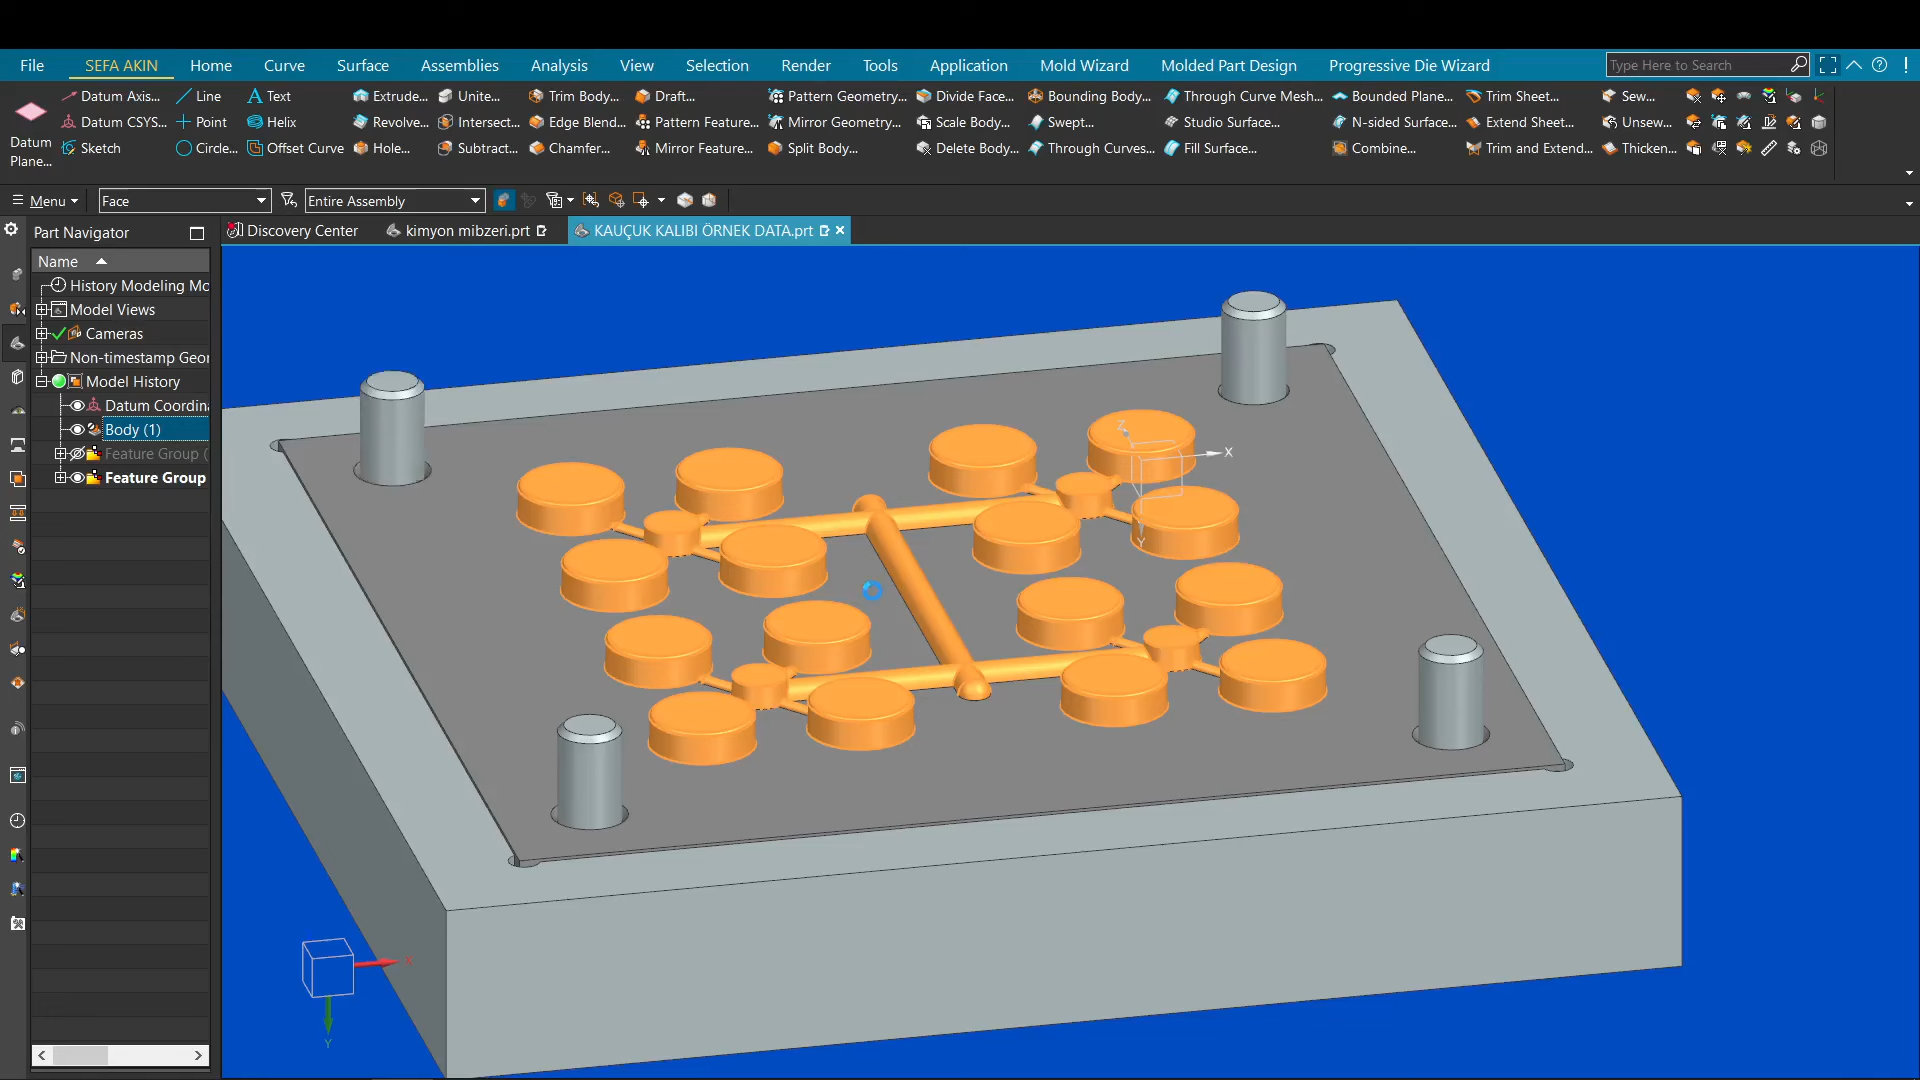 File SEFA AKIN Home Curve Surface Assemblies Analysis View Selection Render Tools Application Mold Wizard Molded Part Design Progressive Die Wizard Type Here to Search
Datum Axis... Line Text Extrude... Unite... Trim Body... Draft... Pattern Geometry... Divide Face... Bounding Body... Through Curve Mesh... Bounded Plane... Trim Sheet... Sew...
Datum CSYS... Point Helix Revolve... Intersect... Edge Blend... Pattern Feature... Mirror Geometry... Scale Body... Swept... Studio Surface... N-sided Surface... Extend Sheet... Unsew...
Datum Plane... Sketch Circle... Offset Curve Hole... Subtract... Chamfer... Mirror Feature... Split Body... Delete Body... Through Curves... Fill Surface... Combine... Trim and Extend... Thicken...
Menu Face Entire Assembly
Part Navigator Discovery Center kimyon mibzeri.prt KAUÇUK KALIBI ÖRNEK DATA.prt
Name
History Modeling Mo
Model Views
Cameras
Non-timestamp Geor
Model History
Datum Coordina
Body (1)
Feature Group (
Feature Group
Z
X
Y
X
Y